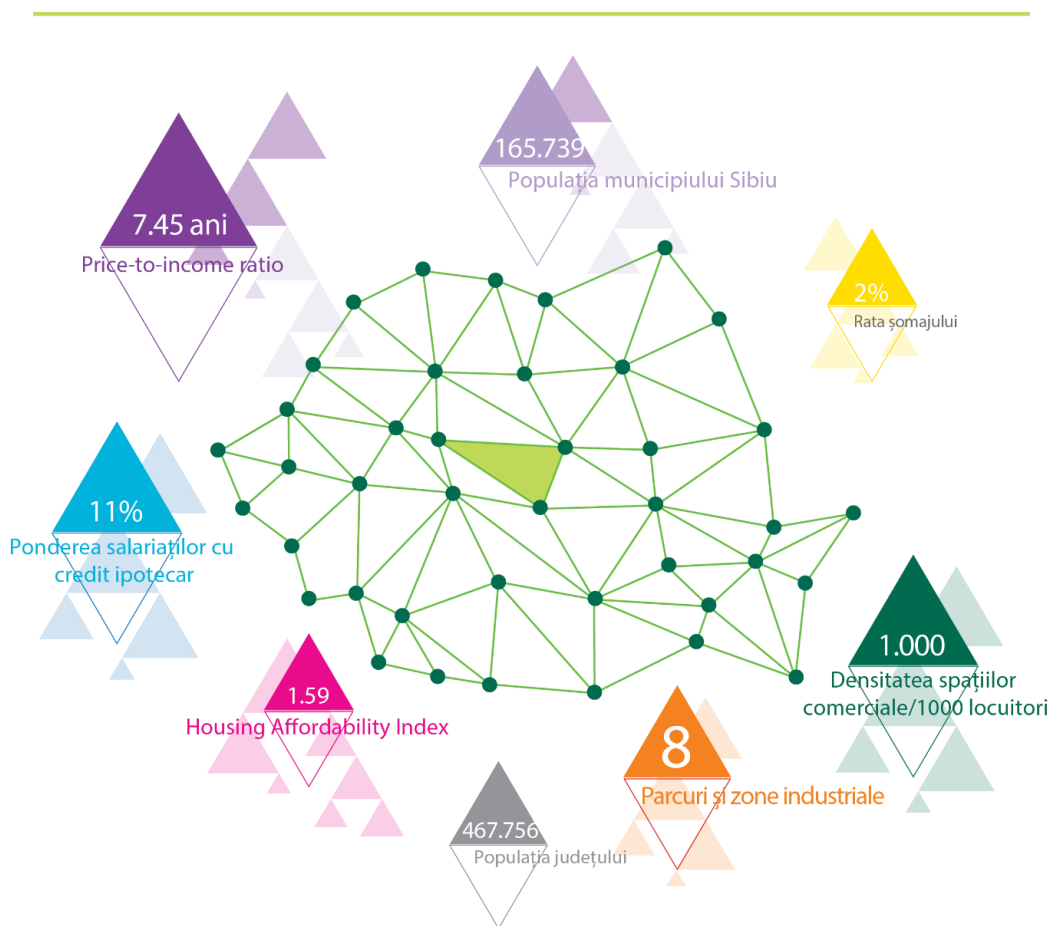 165.739
Populația municipiului Sibiu
7.45 ani
Price-to-income ratio
2%
Rata șomajului
11%
Ponderea salariaților cu
credit ipotecar
1.000
Densitatea spațiilor
comerciale/1000 locuitori
1.59
Housing Affordability Index
8
Parcuri și zone industriale
467.756
Populația județului